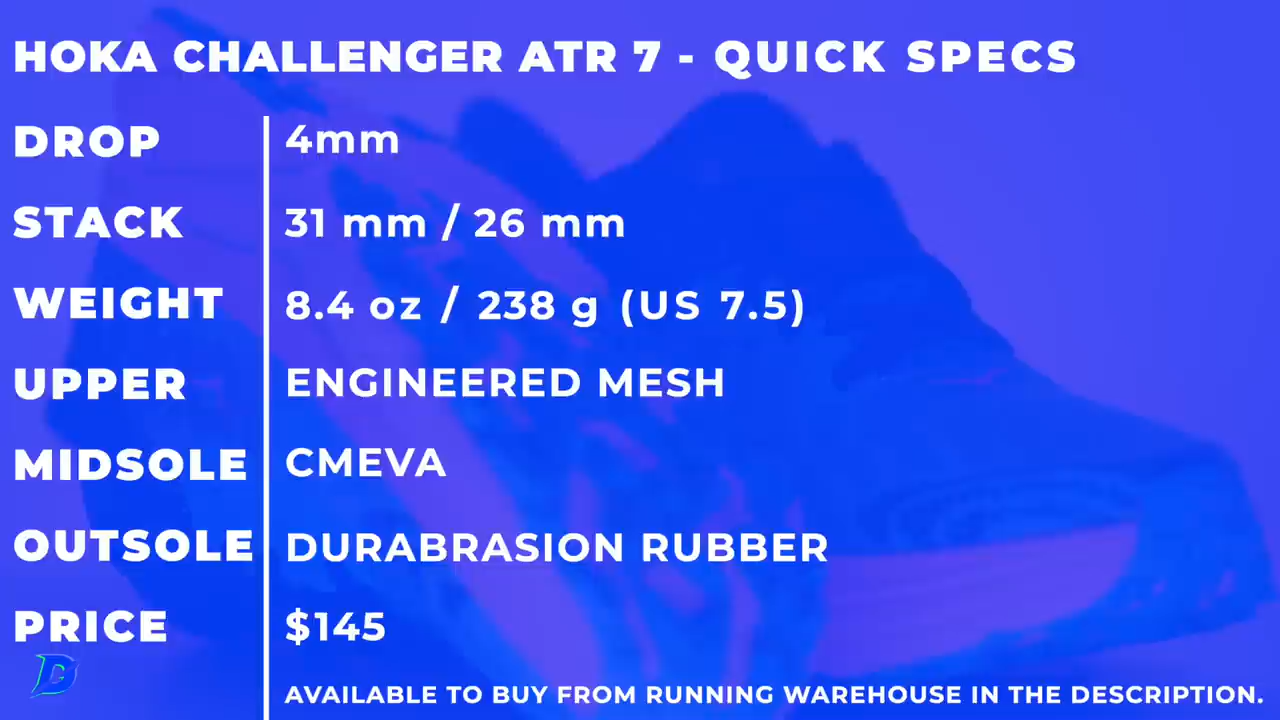 HOKA CHALLENGER ATR 7 - QUICK SPECS
DROP 4mm
STACK 31 mm / 26 mm
WEIGHT 8.4 oz / 238 g (US 7.5)
UPPER ENGINEERED MESH
MIDSOLE CMEVA
OUTSOLE DURABRASION RUBBER
PRICE $145
AVAILABLE TO BUY FROM RUNNING WAREHOUSE IN THE DESCRIPTION.